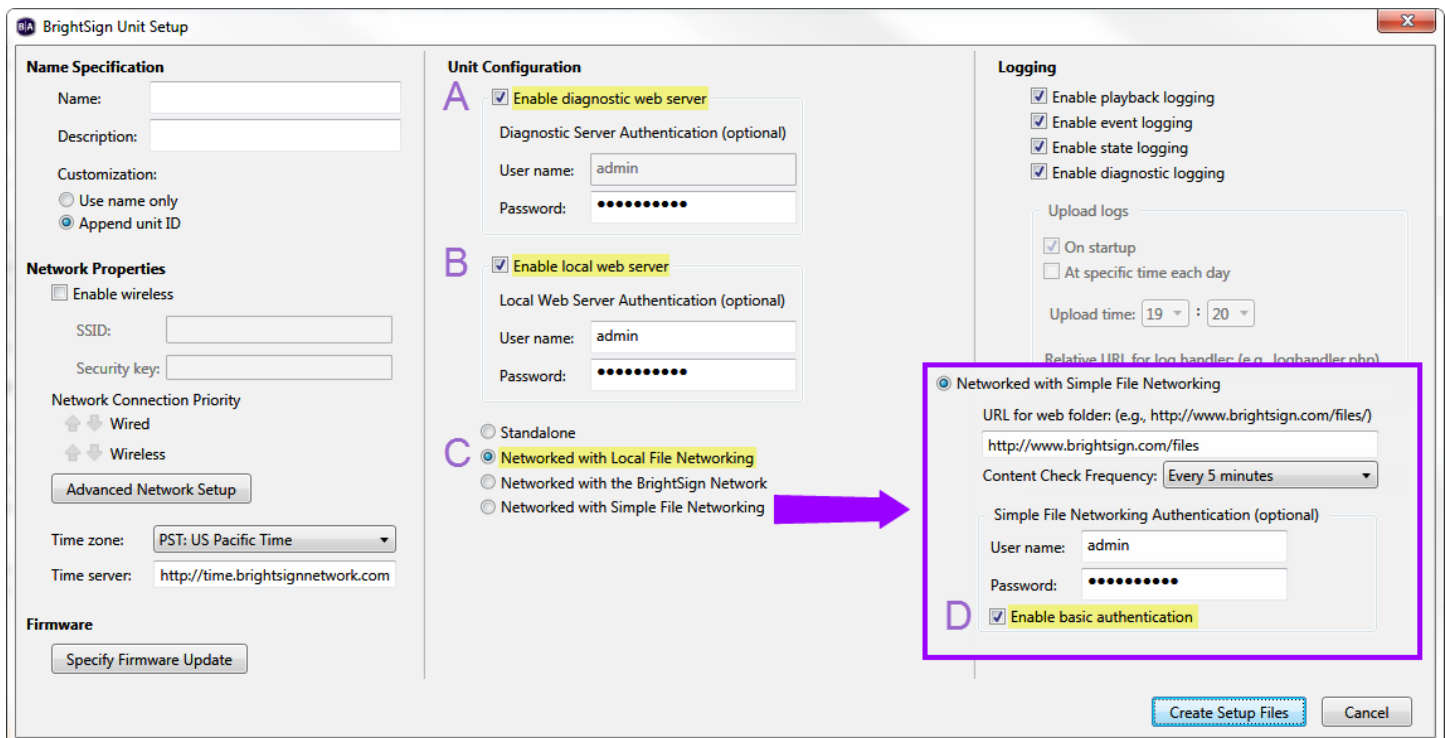 BA BrightSign Unit Setup
Name Specification
Name:
Description:
Customization:
Use name only
Append unit ID
Network Properties
Enable wireless
SSID:
Security key:
Network Connection Priority
Wired
Wireless
Advanced Network Setup
Time zone: PST: US Pacific Time
Time server: http://time.brightsignnetwork.com
Firmware
Specify Firmware Update
Unit Configuration
A Enable diagnostic web server
Diagnostic Server Authentication (optional)
User name: admin
Password: ●●●●●●●●●●
B Enable local web server
Local Web Server Authentication (optional)
User name: admin
Password: ●●●●●●●●●●
Standalone
C Networked with Local File Networking
Networked with the BrightSign Network
Networked with Simple File Networking
Logging
Enable playback logging
Enable event logging
Enable state logging
Enable diagnostic logging
Upload logs
On startup
At specific time each day
Upload time: 19 : 20
Relative URL for log handler: (e.g., loghandler.php)
Networked with Simple File Networking
URL for web folder: (e.g., http://www.brightsign.com/files/)
http://www.brightsign.com/files
Content Check Frequency: Every 5 minutes
Simple File Networking Authentication (optional)
User name: admin
Password: ●●●●●●●●●●
D Enable basic authentication
Create Setup Files
Cancel